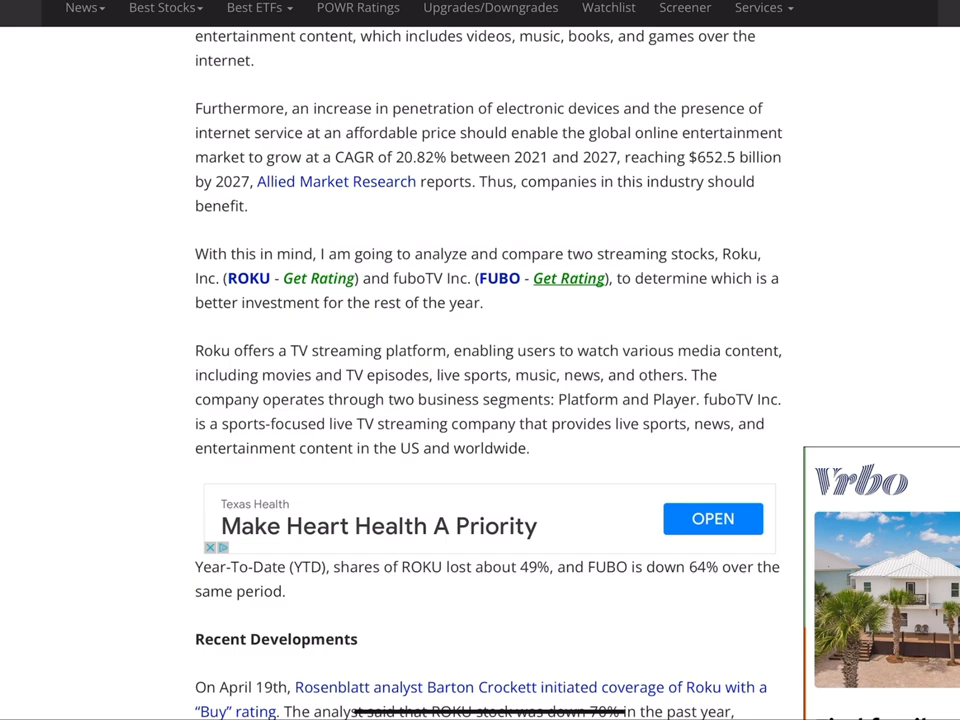 News
Best Stocks
Best ETFs
POWR Ratings
Upgrades/Downgrades
Watchlist
Screener
Services
entertainment content, which includes videos, music, books, and games over the
internet.
Furthermore, an increase in penetration of electronic devices and the presence of
internet service at an affordable price should enable the global online entertainment
market to grow at a CAGR of 20.82% between 2021 and 2027, reaching $652.5 billion
by 2027, Allied Market Research reports. Thus, companies in this industry should
benefit.
With this in mind, I am going to analyze and compare two streaming stocks, Roku,
Inc. (ROKU - Get Rating) and fuboTV Inc. (FUBO - Get Rating), to determine which is a
better investment for the rest of the year.
Roku offers a TV streaming platform, enabling users to watch various media content,
including movies and TV episodes, live sports, music, news, and others. The
company operates through two business segments: Platform and Player. fuboTV Inc.
is a sports-focused live TV streaming company that provides live sports, news, and
entertainment content in the US and worldwide.
Texas Health
Make Heart Health A Priority
OPEN
Vrbo
Year-To-Date (YTD), shares of ROKU lost about 49%, and FUBO is down 64% over the
same period.
Recent Developments
On April 19th, Rosenblatt analyst Barton Crockett initiated coverage of Roku with a
“Buy” rating. The analyst said that ROKU stock was down 70% in the past year,